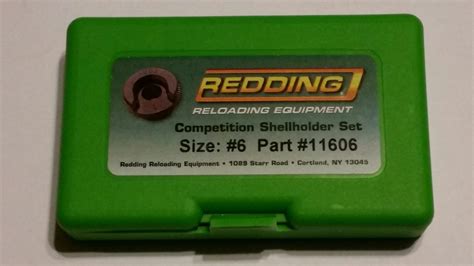 REDDING
RELOADING EQUIPMENT
Competition Shellholder Set
Size: #6 Part #11606
Redding Reloading Equipment • 1089 Starr Road • Cortland, NY 13045